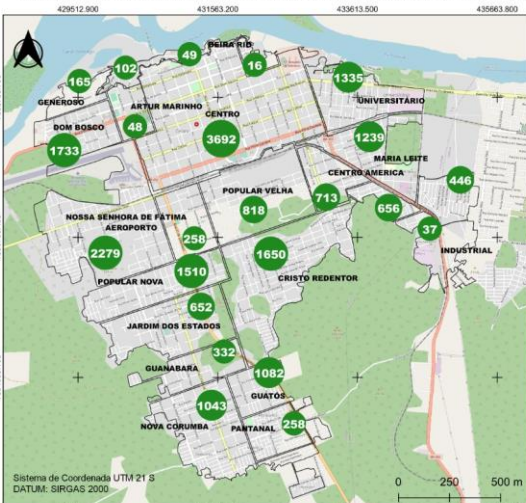 429512.900 431563.200 433613.500 435663.800
BEIRA RIO
49
16
102
165
1335
GENEROSO
ARTUR MARINHO
UNIVERSITÁRIO
CENTRO
DOM BOSCO
48
3692
1239
1733
MARIA LEITE
CENTRO AMERICA
446
POPULAR VELHA
713
656
818
NOSSA SENHORA DE FÁTIMA
AEROPORTO
258
37
2279
1650
INDUSTRIAL
1510
POPULAR NOVA
CRISTO REDENTOR
652
JARDIM DOS ESTADOS
332
GUANABARA
1082
GUATÓS
1043
NOVA CORUMBA
PANTANAL
258
Sistema de Coordenada UTM 21 S
DATUM: SIRGAS 2000
0 250 500 m